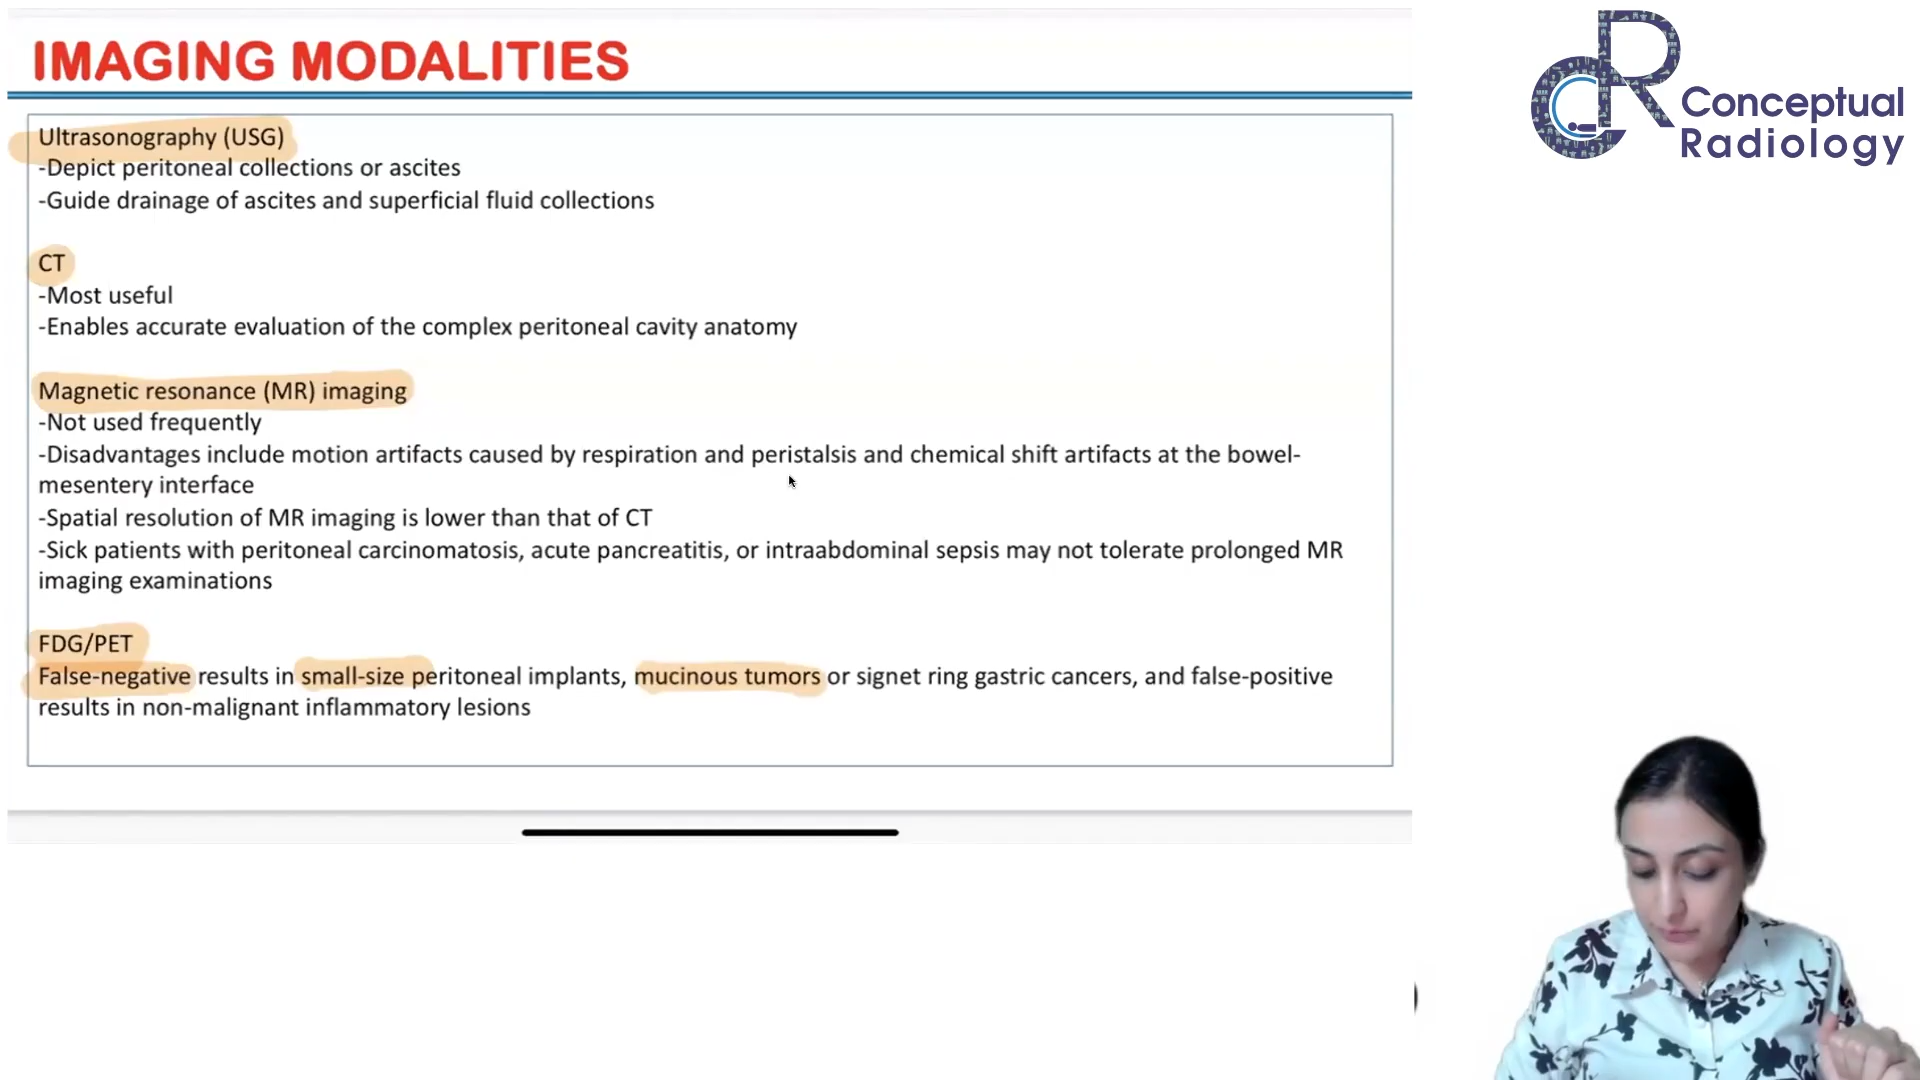 IMAGING MODALITIES
Conceptual
Radiology
Ultrasonography (USG)
-Depict peritoneal collections or ascites
-Guide drainage of ascites and superficial fluid collections
CT
-Most useful
-Enables accurate evaluation of the complex peritoneal cavity anatomy
Magnetic resonance (MR) imaging
-Not used frequently
-Disadvantages include motion artifacts caused by respiration and peristalsis and chemical shift artifacts at the bowel-
mesentery interface
-Spatial resolution of MR imaging is lower than that of CT
-Sick patients with peritoneal carcinomatosis, acute pancreatitis, or intraabdominal sepsis may not tolerate prolonged MR
imaging examinations
FDG/PET
False-negative results in small-size peritoneal implants, mucinous tumors or signet ring gastric cancers, and false-positive
results in non-malignant inflammatory lesions